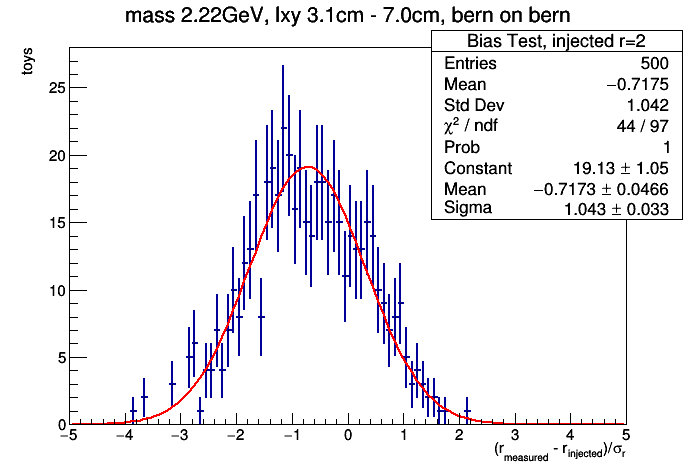 mass 2.22GeV, lxy 3.1cm - 7.0cm, bern on bern
Bias Test, injected r=2
Entries 500
Mean −0.7175
Std Dev 1.042
χ² / ndf 44 / 97
Prob 1
Constant 19.13 ± 1.05
Mean −0.7173 ± 0.0466
Sigma 1.043 ± 0.033
toys
25
20
15
10
5
0
−5 −4 −3 −2 −1 0 1 2 3 4 5
(r_measured - r_injected)/σ_r